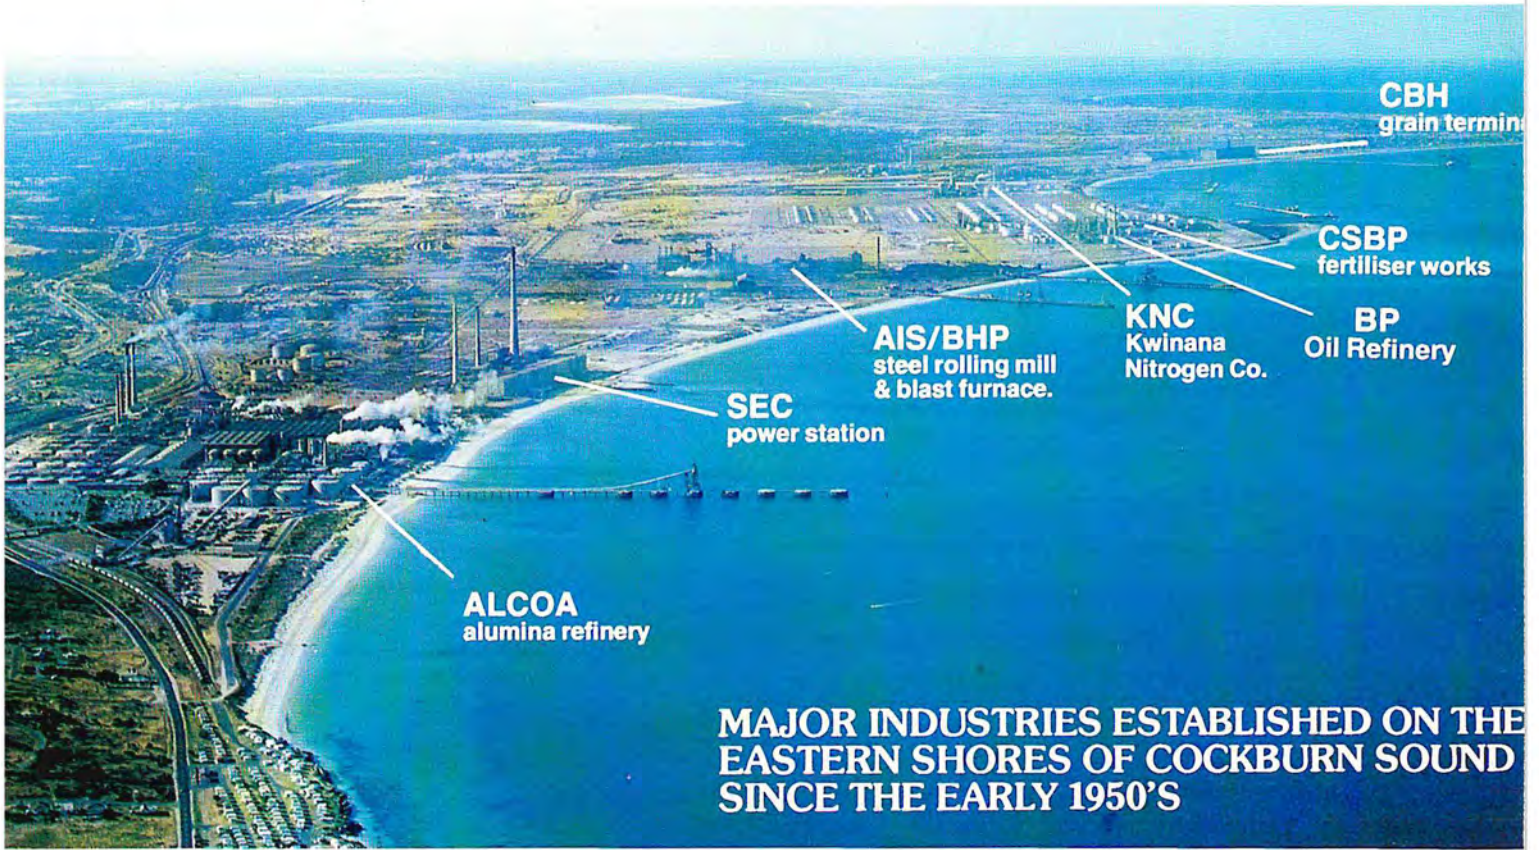 CBH
grain termina
CSBP
fertiliser works
BP
Oil Refinery
KNC
Kwinana
Nitrogen Co.
AIS/BHP
steel rolling mill
& blast furnace.
SEC
power station
ALCOA
alumina refinery
MAJOR INDUSTRIES ESTABLISHED ON THE
EASTERN SHORES OF COCKBURN SOUND
SINCE THE EARLY 1950'S